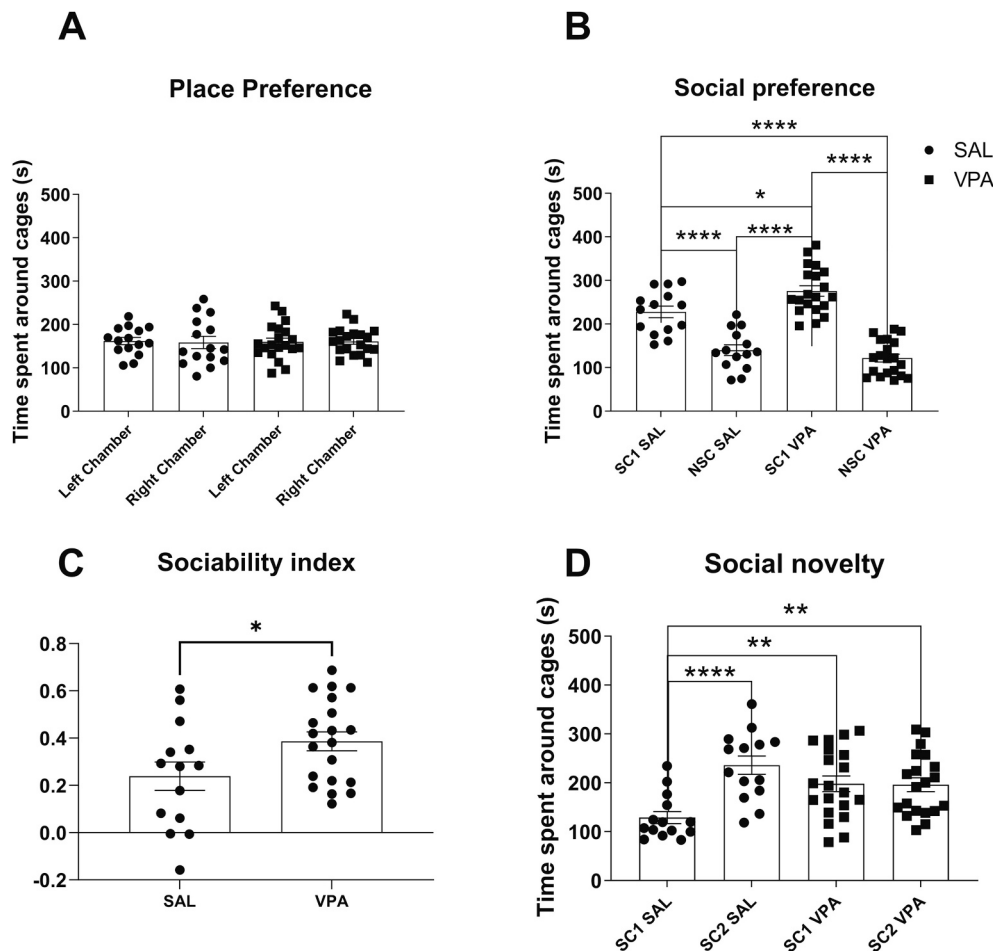 A
Place Preference
Time spent around cages (s)
500
400
300
200
100
0
Left Chamber
Right Chamber
Left Chamber
Right Chamber
B
Social preference
****
****
*
****
****
SAL
VPA
Time spent around cages (s)
500
400
300
200
100
0
SC1 SAL
NSC SAL
SC1 VPA
NSC VPA
C
Sociability index
*
0.8
0.6
0.4
0.2
0.0
-0.2
SAL
VPA
D
Social novelty
**
**
****
Time spent around cages (s)
500
400
300
200
100
0
SC1 SAL
SC2 SAL
SC1 VPA
SC2 VPA